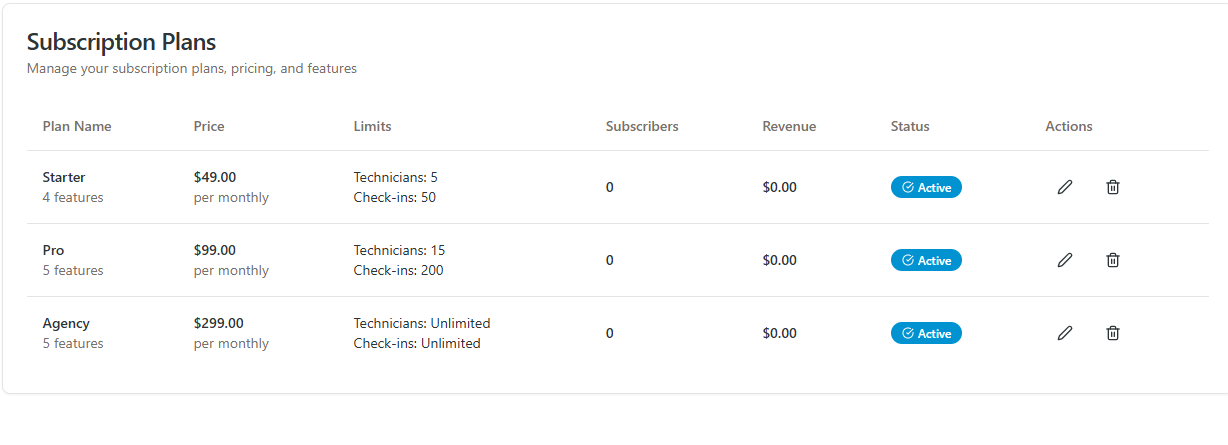 Subscription Plans
Manage your subscription plans, pricing, and features
Plan Name Price Limits Subscribers Revenue Status Actions
Starter $49.00 Technicians: 5 0 $0.00 Active
4 features per monthly Check-ins: 50
Pro $99.00 Technicians: 15 0 $0.00 Active
5 features per monthly Check-ins: 200
Agency $299.00 Technicians: Unlimited 0 $0.00 Active
5 features per monthly Check-ins: Unlimited